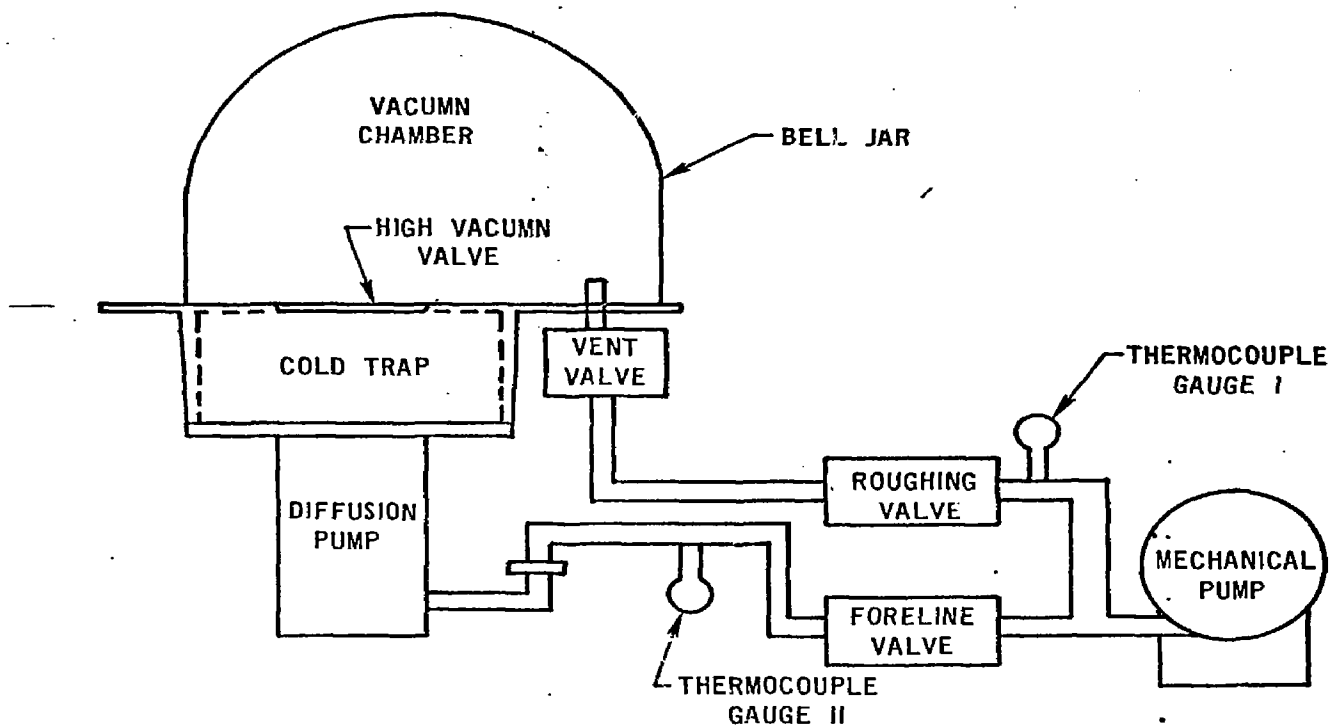 VACUMN
CHAMBER
BELL JAR
HIGH VACUMN
VALVE
COLD TRAP
VENT
VALVE
THERMOCOUPLE
GAUGE I
DIFFUSION
PUMP
ROUGHING
VALVE
MECHANICAL
PUMP
FORELINE
VALVE
THERMOCOUPLE
GAUGE II